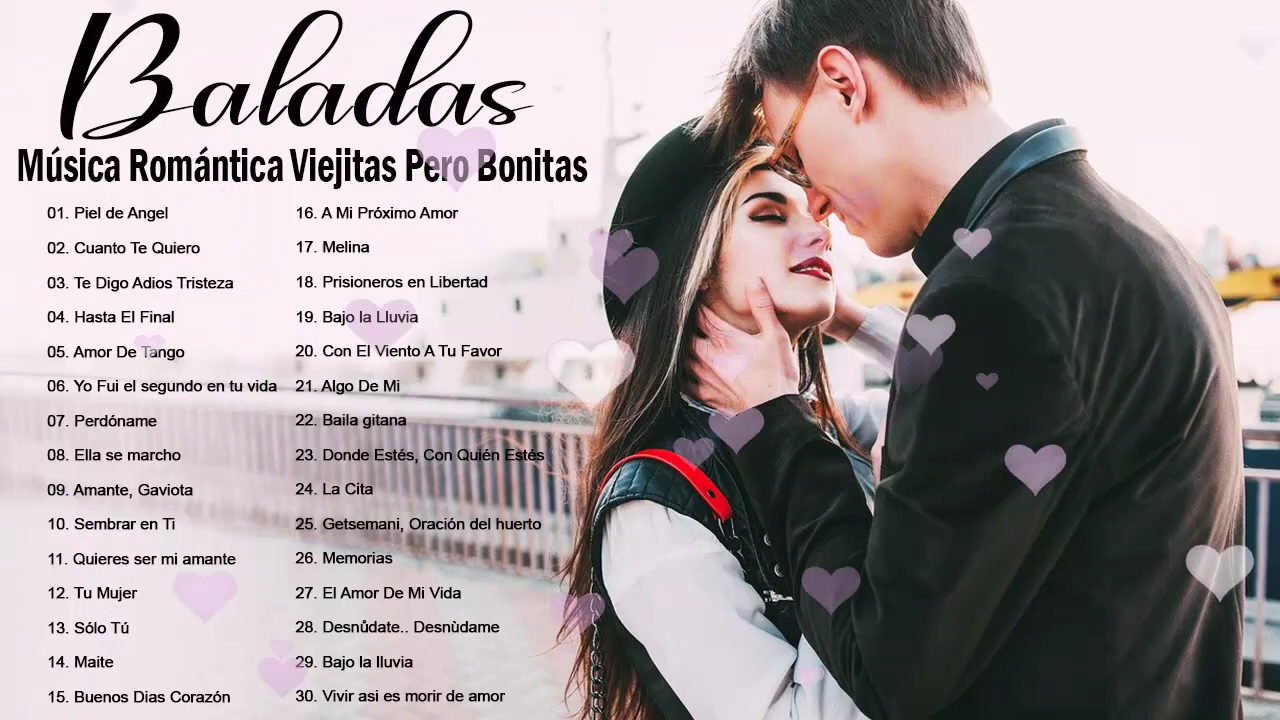 Baladas
Música Romántica Viejitas Pero Bonitas
01. Piel de Angel
02. Cuanto Te Quiero
03. Te Digo Adios Tristeza
04. Hasta El Final
05. Amor De Tango
06. Yo Fui el segundo en tu vida
07. Perdóname
08. Ella se marcho
09. Amante, Gaviota
10. Sembrar en Ti
11. Quieres ser mi amante
12. Tu Mujer
13. Sólo Tú
14. Maite
15. Buenos Dias Corazón
16. A Mi Próximo Amor
17. Melina
18. Prisioneros en Libertad
19. Bajo la Lluvia
20. Con El Viento A Tu Favor
21. Algo De Mi
22. Baila gitana
23. Donde Estés, Con Quién Estés
24. La Cita
25. Getsemani, Oración del huerto
26. Memorias
27. El Amor De Mi Vida
28. Desnůdate.. Desnùdame
29. Bajo la lluvia
30. Vivir asi es morir de amor